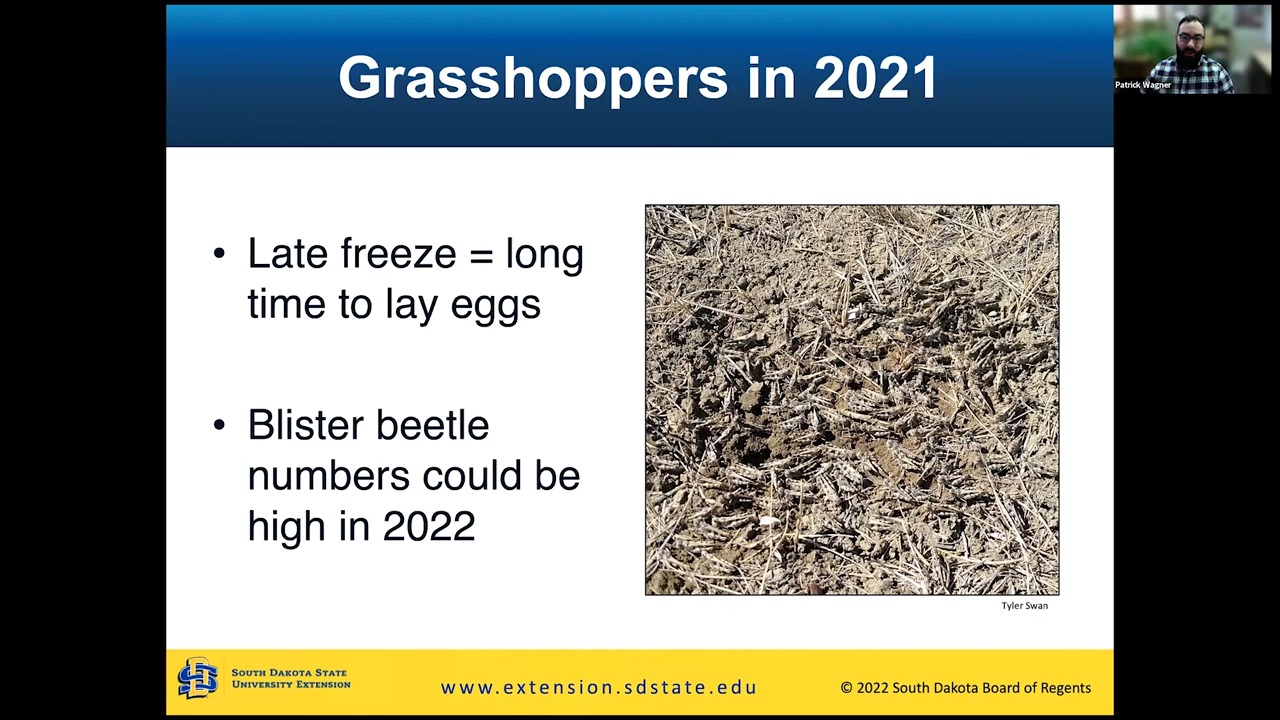 Grasshoppers in 2021
Patrick Wagner
• Late freeze = long
time to lay eggs
• Blister beetle
numbers could be
high in 2022
Tyler Swan
SOUTH DAKOTA STATE
UNIVERSITY EXTENSION
www.extension.sdstate.edu
© 2022 South Dakota Board of Regents